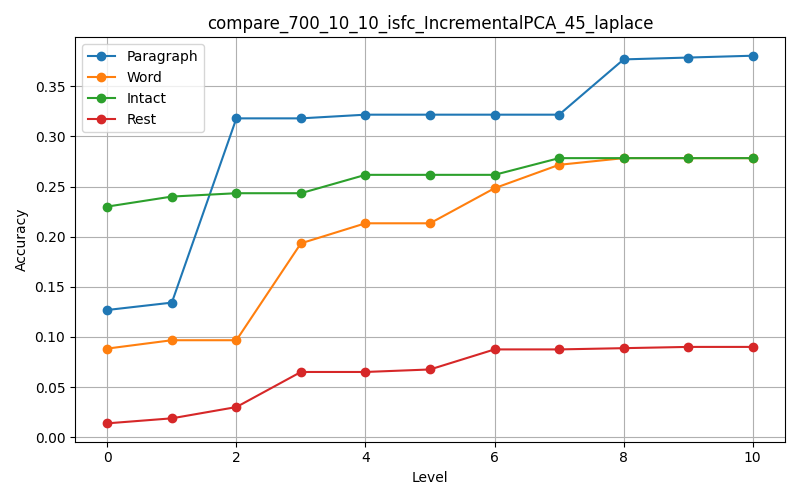 compare_700_10_10_isfc_IncrementalPCA_45_laplace
Paragraph
Word
Intact
Rest
Accuracy
0.35
0.30
0.25
0.20
0.15
0.10
0.05
0.00
0 2 4 6 8 10
Level